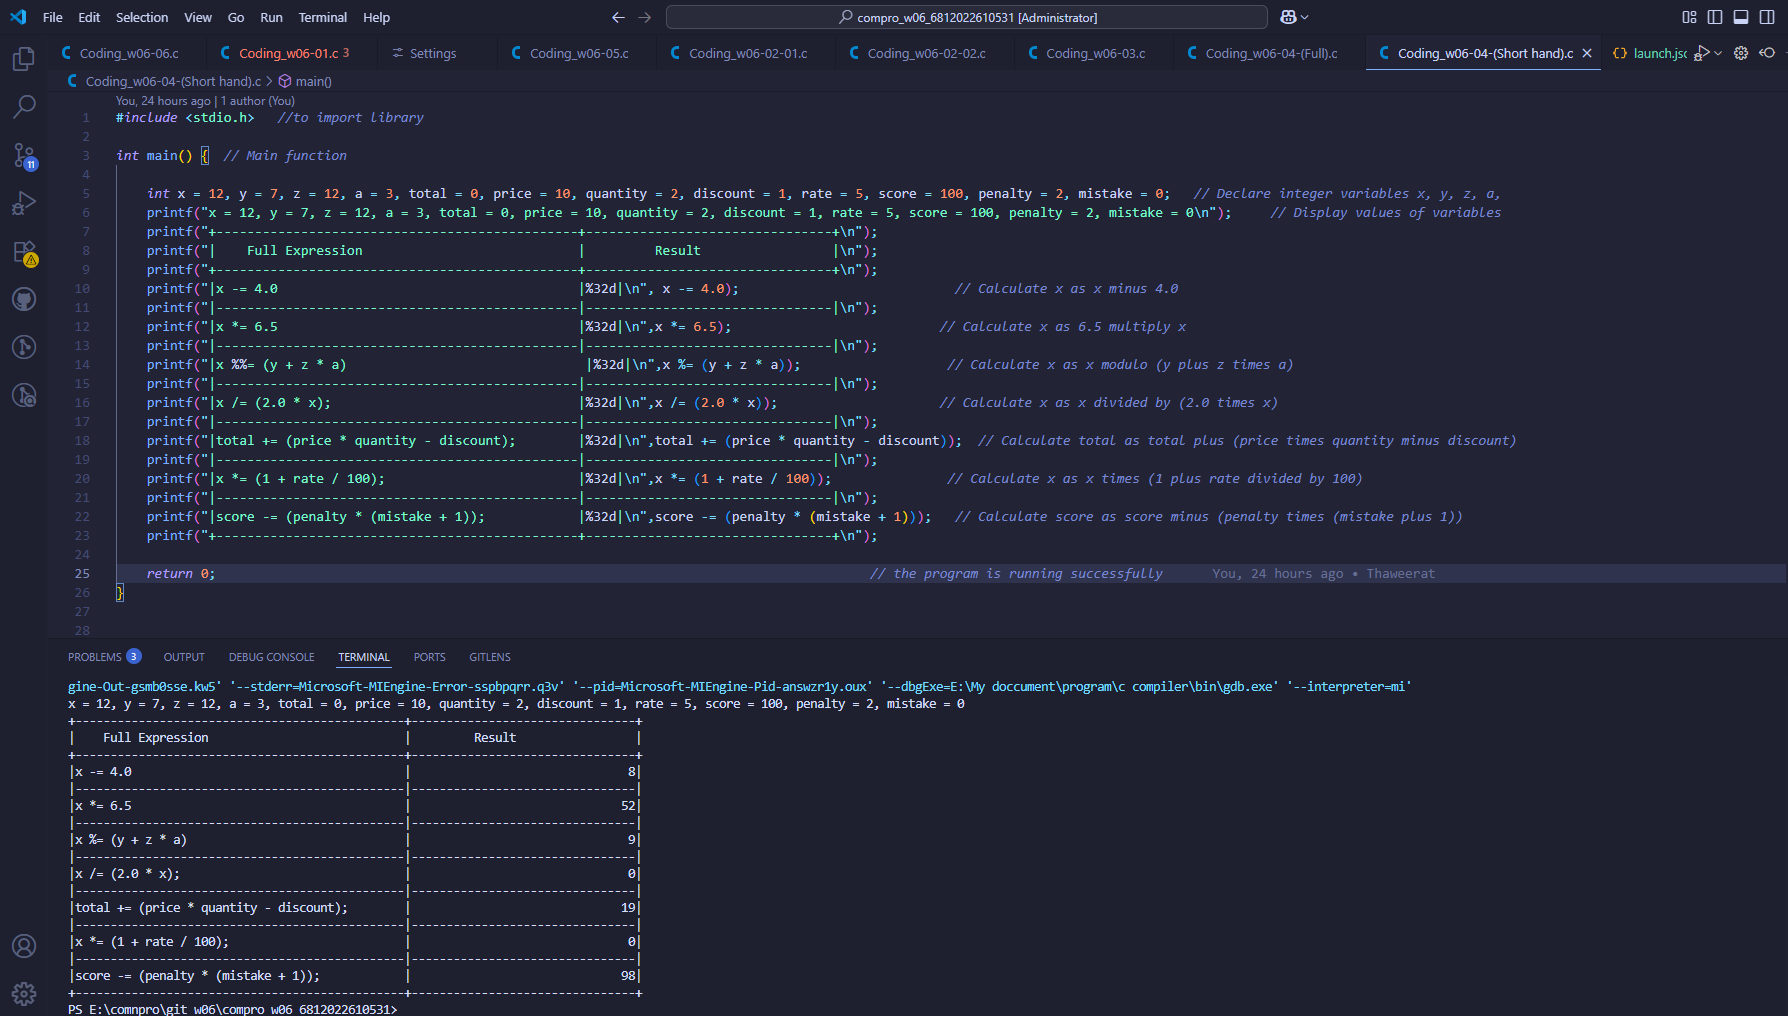 File Edit Selection View Go Run Terminal Help
compro_w06_6812022610531 [Administrator]
Coding_w06-06.c Coding_w06-01.c 3 Settings Coding_w06-05.c Coding_w06-02-01.c Coding_w06-02-02.c Coding_w06-03.c Coding_w06-04-(Full).c Coding_w06-04-(Short hand).c launch.jsc
Coding_w06-04-(Short hand).c > main()
You, 24 hours ago | 1 author (You)
1 #include <stdio.h>   //to import library
2
3 int main() {  // Main function
4
5     int x = 12, y = 7, z = 12, a = 3, total = 0, price = 10, quantity = 2, discount = 1, rate = 5, score = 100, penalty = 2, mistake = 0;   // Declare integer variables x, y, z, a,
6     printf("x = 12, y = 7, z = 12, a = 3, total = 0, price = 10, quantity = 2, discount = 1, rate = 5, score = 100, penalty = 2, mistake = 0\n");     // Display values of variables
7     printf("+-----------------------------------------------+--------------------------------+\n");
8     printf("|    Full Expression                            |         Result                 |\n");
9     printf("+-----------------------------------------------+--------------------------------+\n");
10     printf("|x -= 4.0                                       |%32d|\n", x -= 4.0);                            // Calculate x as x minus 4.0
11     printf("|-----------------------------------------------|--------------------------------|\n");
12     printf("|x *= 6.5                                       |%32d|\n",x *= 6.5);                           // Calculate x as 6.5 multiply x
13     printf("|-----------------------------------------------|--------------------------------|\n");
14     printf("|x %%= (y + z * a)                               |%32d|\n",x %= (y + z * a));                   // Calculate x as x modulo (y plus z times a)
15     printf("|-----------------------------------------------|--------------------------------|\n");
16     printf("|x /= (2.0 * x);                                |%32d|\n",x /= (2.0 * x));                     // Calculate x as x divided by (2.0 times x)
17     printf("|-----------------------------------------------|--------------------------------|\n");
18     printf("|total += (price * quantity - discount);        |%32d|\n",total += (price * quantity - discount));  // Calculate total as total plus (price times quantity minus discount)
19     printf("|-----------------------------------------------|--------------------------------|\n");
20     printf("|x *= (1 + rate / 100);                         |%32d|\n",x *= (1 + rate / 100));               // Calculate x as x times (1 plus rate divided by 100)
21     printf("|-----------------------------------------------|--------------------------------|\n");
22     printf("|score -= (penalty * (mistake + 1));            |%32d|\n",score -= (penalty * (mistake + 1)));   // Calculate score as score minus (penalty times (mistake plus 1))
23     printf("+-----------------------------------------------+--------------------------------+\n");
24
25     return 0;                                                                                     // the program is running successfully      You, 24 hours ago • Thaweerat
26 }
27
28
11
PROBLEMS 3 OUTPUT DEBUG CONSOLE TERMINAL PORTS GITLENS
gine-Out-gsmb0sse.kw5' '--stderr=Microsoft-MIEngine-Error-sspbpqrr.q3v' '--pid=Microsoft-MIEngine-Pid-answzr1y.oux' '--dbgExe=E:\My doccument\program\c compiler\bin\gdb.exe' '--interpreter=mi'
x = 12, y = 7, z = 12, a = 3, total = 0, price = 10, quantity = 2, discount = 1, rate = 5, score = 100, penalty = 2, mistake = 0
+-----------------------------------------------+--------------------------------+
|    Full Expression                            |         Result                 |
+-----------------------------------------------+--------------------------------+
|x -= 4.0                                       |                               8|
|-----------------------------------------------|--------------------------------|
|x *= 6.5                                       |                              52|
|-----------------------------------------------|--------------------------------|
|x %= (y + z * a)                               |                               9|
|-----------------------------------------------|--------------------------------|
|x /= (2.0 * x);                                |                               0|
|-----------------------------------------------|--------------------------------|
|total += (price * quantity - discount);        |                              19|
|-----------------------------------------------|--------------------------------|
|x *= (1 + rate / 100);                         |                               0|
|-----------------------------------------------|--------------------------------|
|score -= (penalty * (mistake + 1));            |                              98|
+-----------------------------------------------+--------------------------------+
PS E:\comnpro\git w06\compro w06 6812022610531>